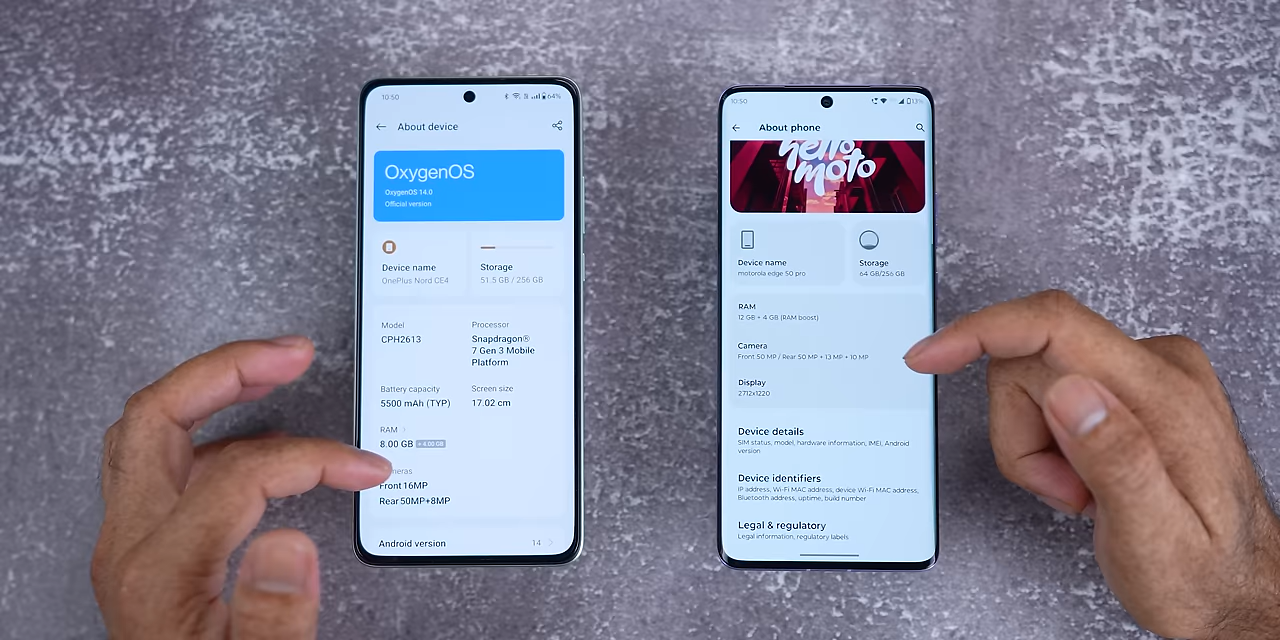 10:50
64%
About device
OxygenOS
OxygenOS 14.0
Official version
Device name
OnePlus Nord CE4
Storage
51.5 GB / 256 GB
Model
CPH2613
Processor
Snapdragon®
7 Gen 3 Mobile
Platform
Battery capacity
5500 mAh (TYP)
Screen size
17.02 cm
RAM
8.00 GB + 4.00 GB
Front 16MP
Rear 50MP+8MP
Android version
14
10:50
13%
About phone
hello
moto
Device name
motorola edge 50 pro
Storage
64 GB/256 GB
RAM
12 GB + 4 GB (RAM boost)
Camera
Front 50 MP / Rear 50 MP + 13 MP + 10 MP
Display
2712x1220
Device details
SIM status, model, hardware information, IMEI, Android
version
Device identifiers
IP address, Wi-Fi MAC address, device Wi-Fi MAC address,
Bluetooth address, uptime, build number
Legal & regulatory
Legal information, regulatory labels